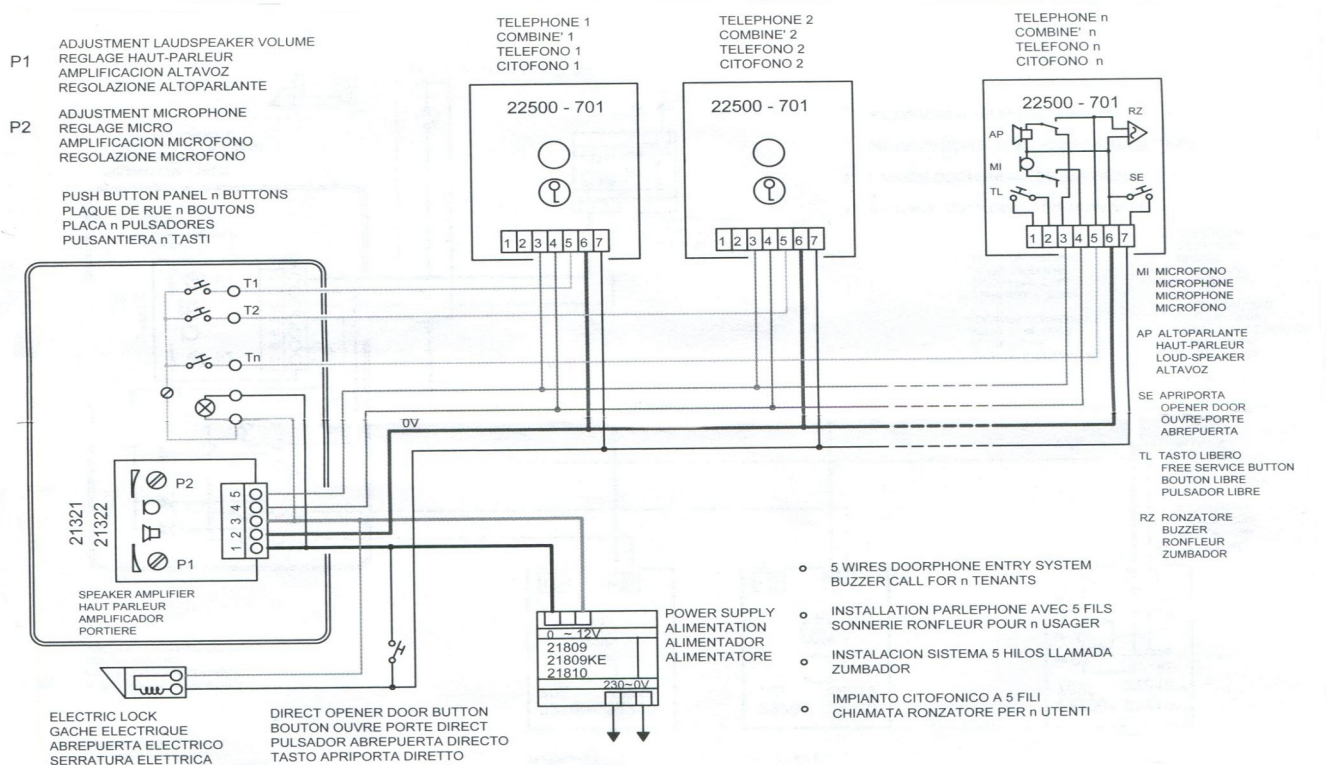 P1
ADJUSTMENT LAUDSPEAKER VOLUME
REGLAGE HAUT-PARLEUR
AMPLIFICACION ALTAVOZ
REGOLAZIONE ALTOPARLANTE
P2
ADJUSTMENT MICROPHONE
REGLAGE MICRO
AMPLIFICACION MICROFONO
REGOLAZIONE MICROFONO
PUSH BUTTON PANEL n BUTTONS
PLAQUE DE RUE n BOUTONS
PLACA n PULSADORES
PULSANTIERA n TASTI
TELEPHONE 1
COMBINE' 1
TELEFONO 1
CITOFONO 1
22500 - 701
1 2 3 4 5 6 7
TELEPHONE 2
COMBINE' 2
TELEFONO 2
CITOFONO 2
22500 - 701
1 2 3 4 5 6 7
TELEPHONE n
COMBINE' n
TELEFONO n
CITOFONO n
22500 - 701
RZ
AP
MI
TL
SE
1 2 3 4 5 6 7
T1
T2
Tn
0V
P2
P1
21321
21322
1 2 3 4 5
SPEAKER AMPLIFIER
HAUT PARLEUR
AMPLIFICADOR
PORTIERE
MI MICROFONO
MICROPHONE
MICROPHONE
MICROFONO
AP ALTOPARLANTE
HAUT-PARLEUR
LOUD-SPEAKER
ALTAVOZ
SE APRIPORTA
OPENER DOOR
OUVRE-PORTE
ABREPUERTA
TL TASTO LIBERO
FREE SERVICE BUTTON
BOUTON LIBRE
PULSADOR LIBRE
RZ RONZATORE
BUZZER
RONFLEUR
ZUMBADOR
0 ~ 12V
21809
21809KE
21810
230~0V
POWER SUPPLY
ALIMENTATION
ALIMENTADOR
ALIMENTATORE
5 WIRES DOORPHONE ENTRY SYSTEM
BUZZER CALL FOR n TENANTS
INSTALLATION PARLEPHONE AVEC 5 FILS
SONNERIE RONFLEUR POUR n USAGER
INSTALACION SISTEMA 5 HILOS LLAMADA
ZUMBADOR
IMPIANTO CITOFONICO A 5 FILI
CHIAMATA RONZATORE PER n UTENTI
ELECTRIC LOCK
GACHE ELECTRIQUE
ABREPUERTA ELECTRICO
SERRATURA ELETTRICA
DIRECT OPENER DOOR BUTTON
BOUTON OUVRE PORTE DIRECT
PULSADOR ABREPUERTA DIRECTO
TASTO APRIPORTA DIRETTO